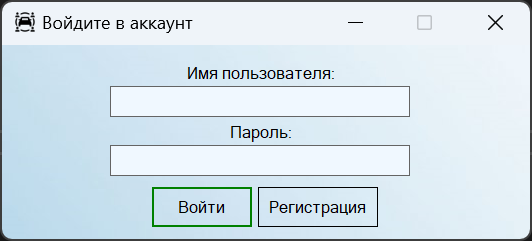 Войдите в аккаунт
Имя пользователя:
Пароль:
Войти Регистрация